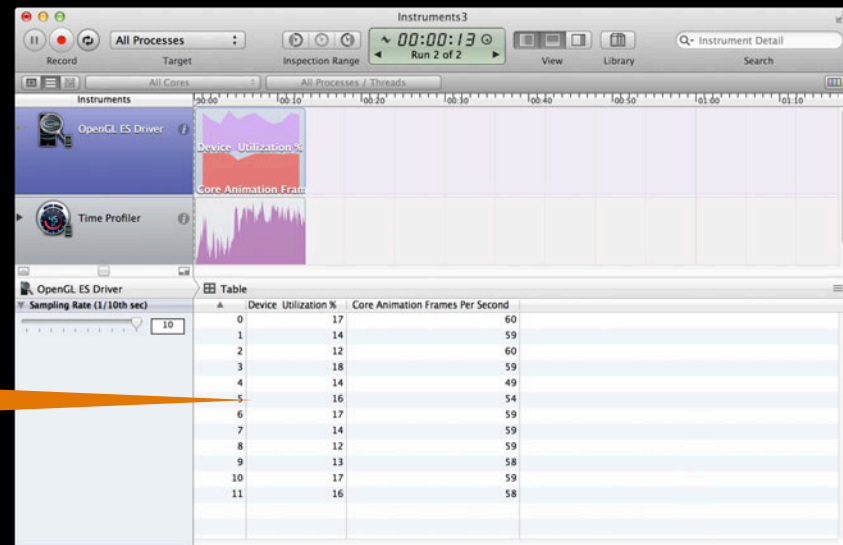 Instruments3
All Processes
00:00:13
Run 2 of 2
Instrument Detail
Record
Target
Inspection Range
View
Library
Search
All Cores
All Processes / Threads
Instruments
00:00
00:10
00:20
00:30
00:40
00:50
01:00
01:10
OpenGL ES Driver
Device Utilization %
Core Animation Fram
Time Profiler
OpenGL ES Driver
Table
Sampling Rate (1/10th sec)
10
Device Utilization % Core Animation Frames Per Second
0 17 60
1 14 59
2 12 60
3 18 59
4 14 49
5 16 54
6 17 59
7 14 59
8 12 59
9 13 58
10 17 59
11 16 58